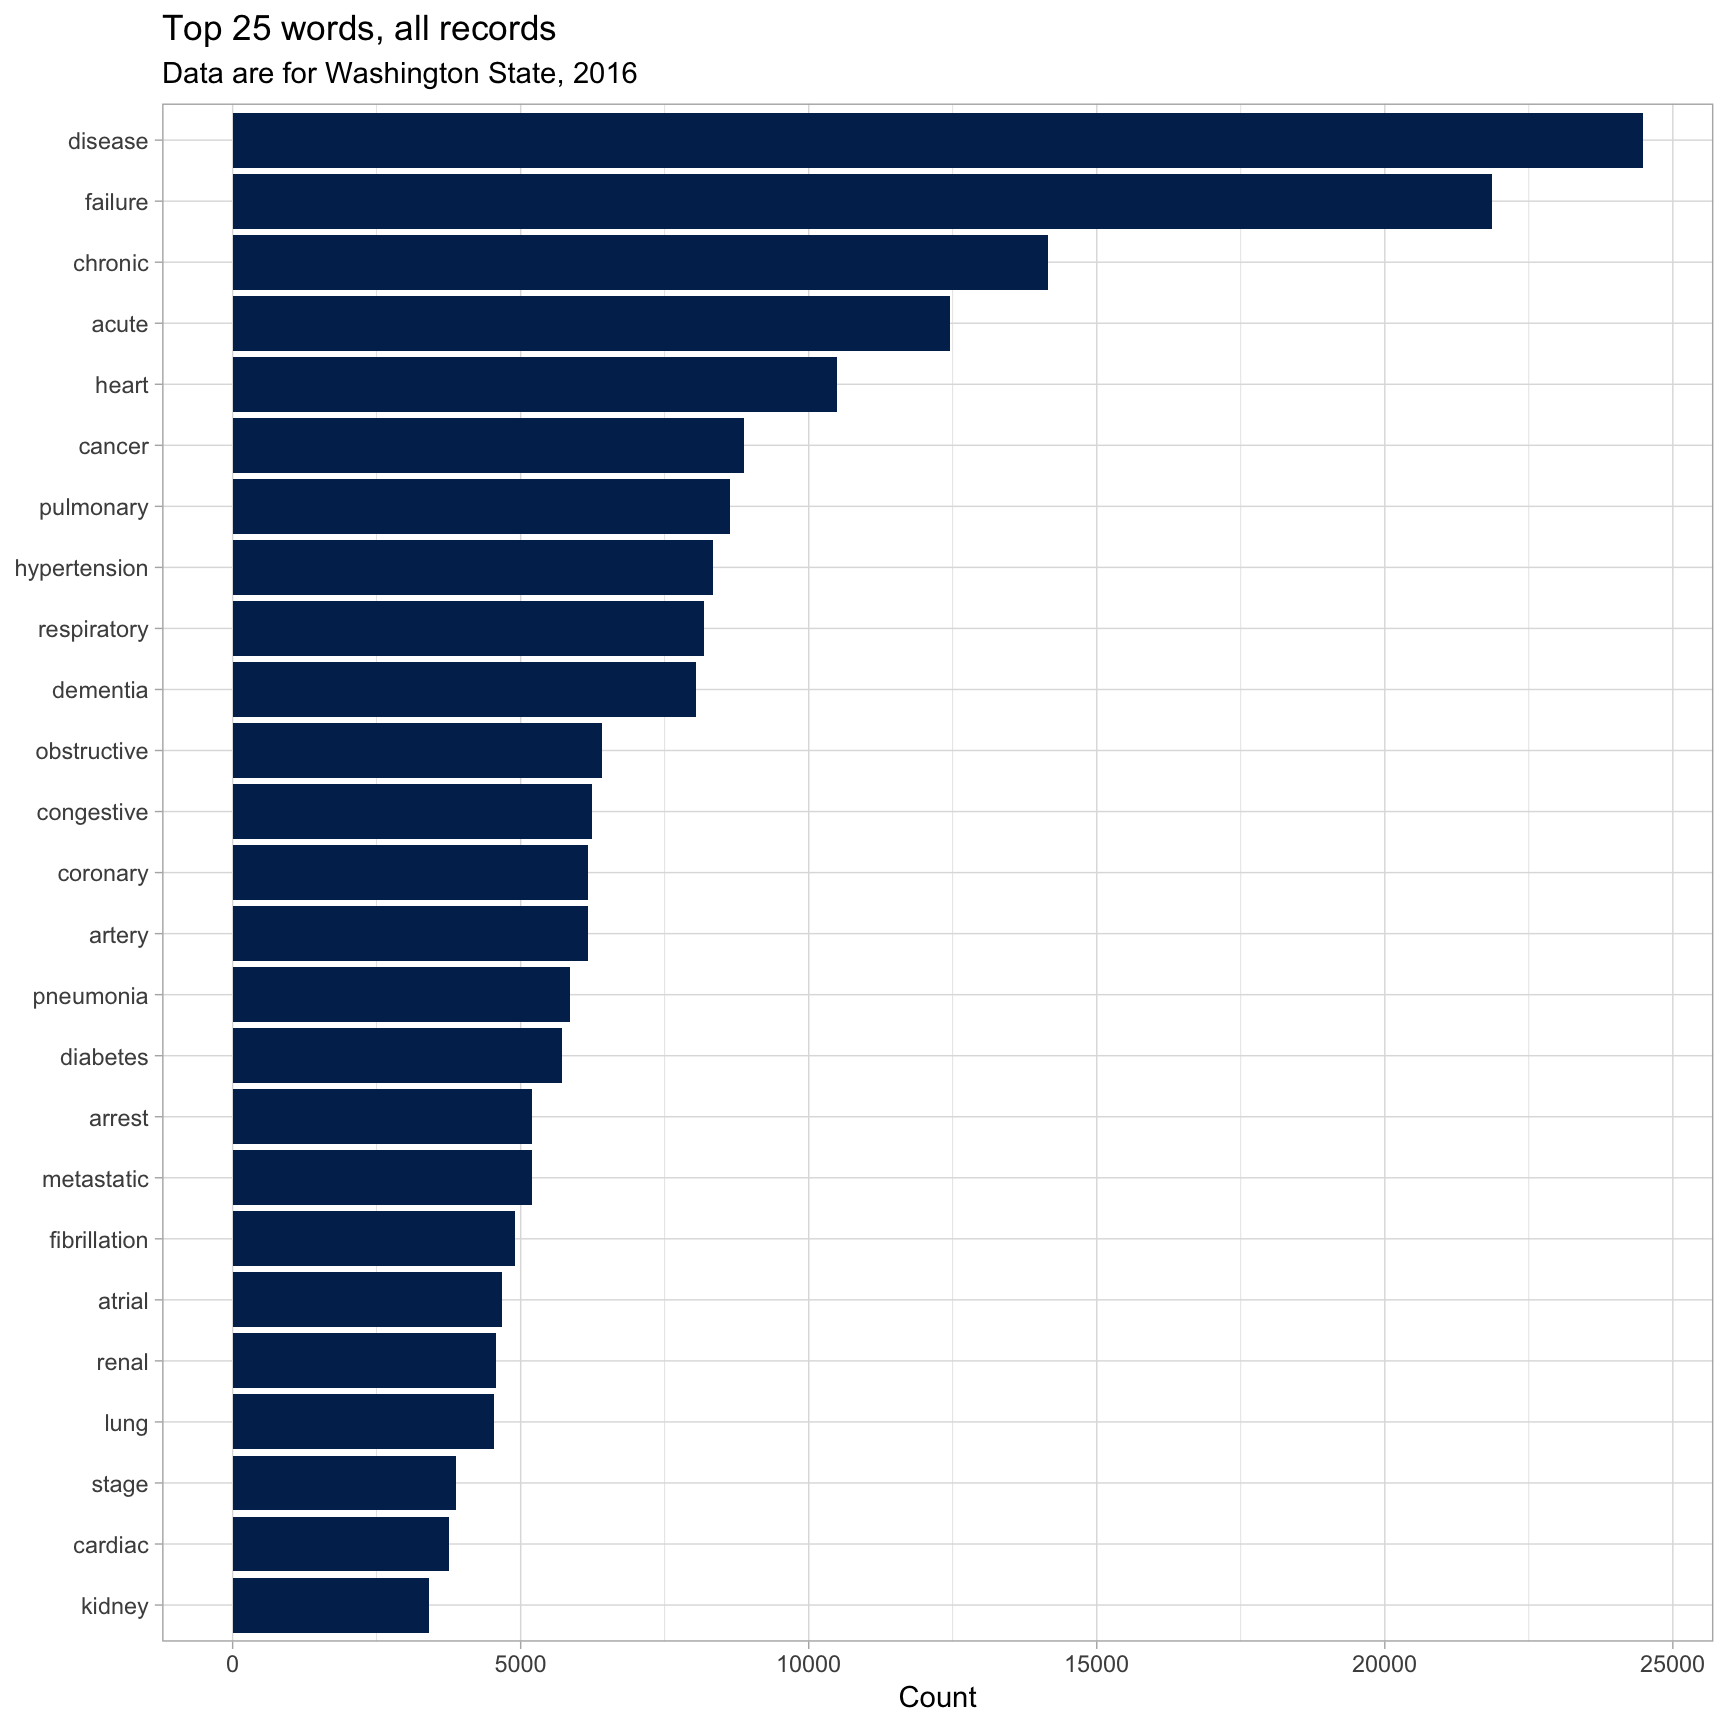 Top 25 words, all records
Data are for Washington State, 2016
disease
failure
chronic
acute
heart
cancer
pulmonary
hypertension
respiratory
dementia
obstructive
congestive
coronary
artery
pneumonia
diabetes
arrest
metastatic
fibrillation
atrial
renal
lung
stage
cardiac
kidney
0 5000 10000 15000 20000 25000
Count